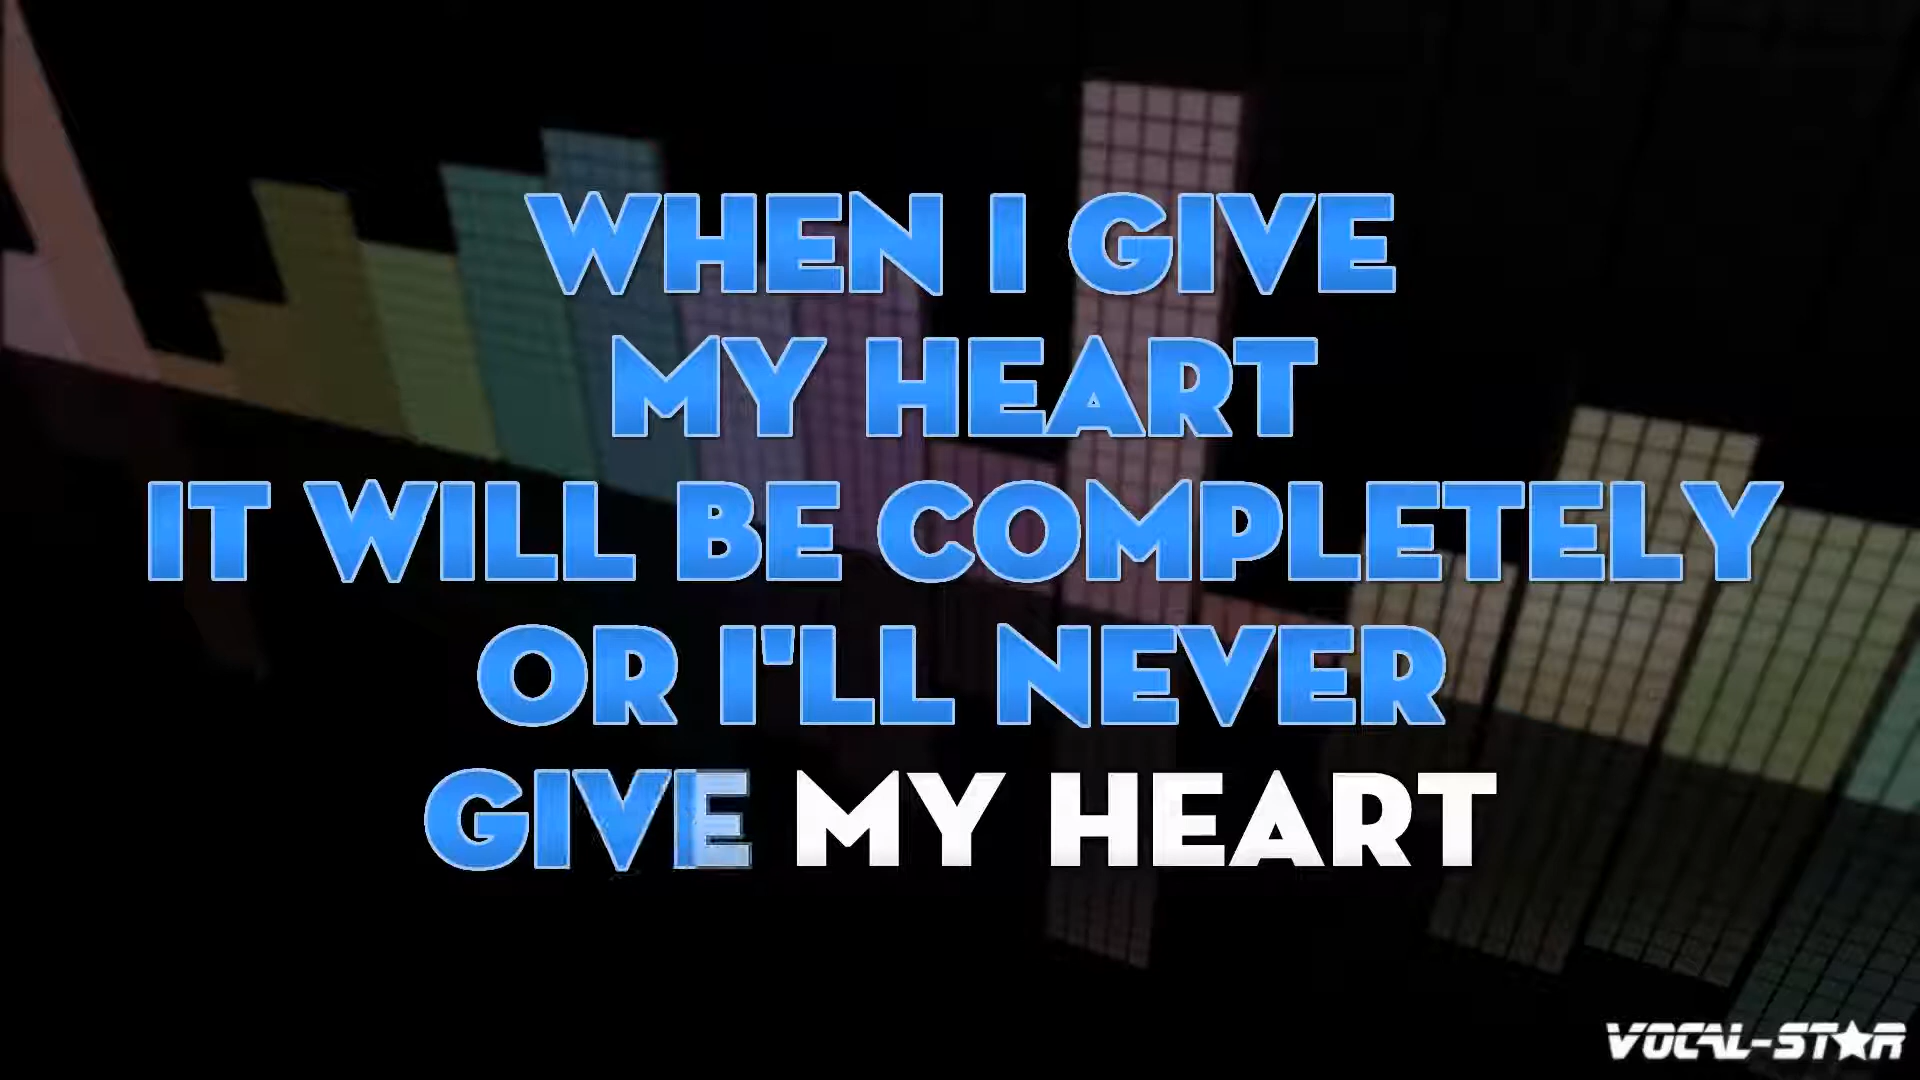 WHEN I GIVE
MY HEART
IT WILL BE COMPLETELY
OR I'LL NEVER
GIVE MY HEART
VOCAL-STAR